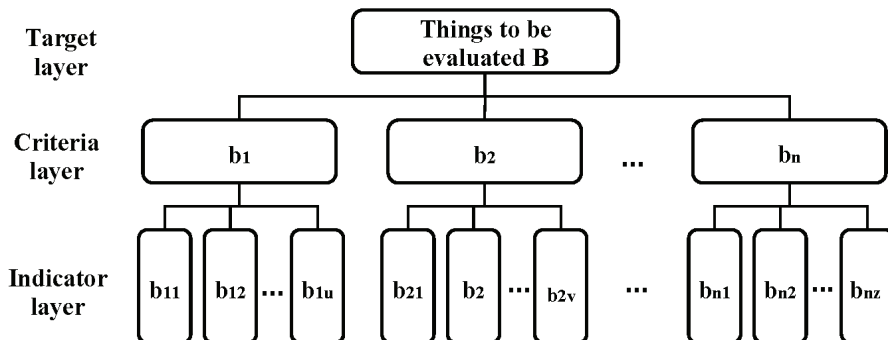 Target
layer
Things to be
evaluated B
Criteria
layer
b1
b2
...
bn
Indicator
layer
b11
b12
...
b1u
b21
b2
...
b2v
...
bn1
bn2
...
bnz